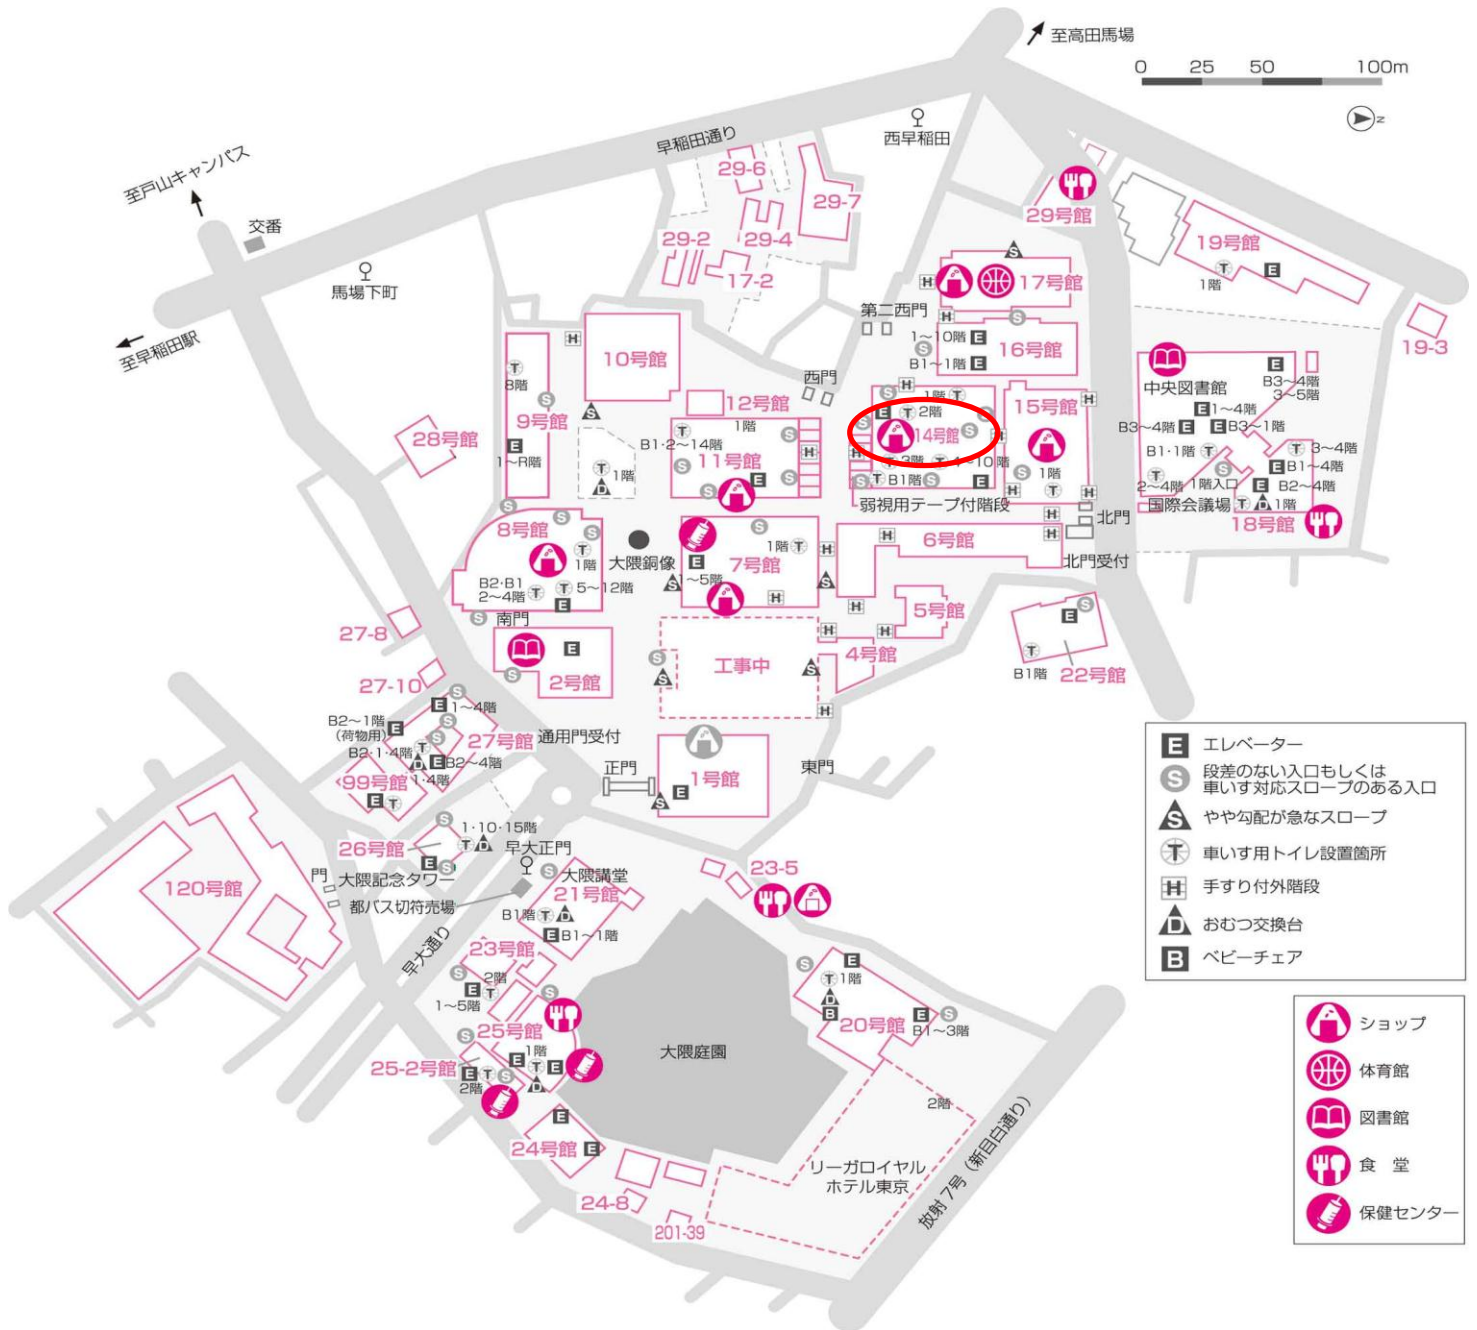 至高田馬場
0 25 50 100m
N
西早稲田
早稲田通り
至戸山キャンパス
交番
馬場下町
至早稲田駅
29-6
29-7
29-2
29-4
17-2
29号館
19号館
T
1階
E
19-3
S
H
17号館
第二西門
1〜10階 E
B1〜1階 E
16号館
10号館
西門
12号館
T
8階
9号館
E
1〜R階
28号館
T 1階
D
1階
B1・2〜14階
11号館
E
1階 T
E T 2階
14号館
3階 4〜10階
T B1階 S E
弱視用テープ付階段
15号館
1階
T
中央図書館
E
B3〜4階
3〜5階
E 1〜4階
B3〜4階 E E B3〜1階
B1・1階 T
T
2〜4階
1階入口
T 3〜4階
E B1〜4階
E B2〜4階
T D 1階
国際会議場
18号館
北門
北門受付
8号館
T
1階
B2・B1
2〜4階 T
T 5〜12階
E
大隈銅像
7号館
1階 T
E
1〜5階
6号館
5号館
4号館
22号館
E S
T
B1階
南門
2号館
E
工事中
27-8
27-10
E 1〜4階
B2〜1階 E
(荷物用)
B2・1・4階 T
D E B2〜4階
1・4階
27号館
通用門受付
99号館
E T
正門
1号館
E
東門
26号館
1・10・15階
T D
E S
大隈記念タワー
早大正門
門
都バス切符売場
120号館
早大通り
大隈講堂
21号館
B1階 T D
E B1〜1階
23-5
23号館
2階
E T
1〜5階
25号館
1階
E T E
D
25-2号館
E T S
2階
24号館
E
E
24-8
201-39
大隈庭園
20号館
E
T 1階
D
B
E S
B1〜3階
2階
リーガロイヤル
ホテル東京
放射7号(新目白通り)
E エレベーター
S 段差のない入口もしくは
車いす対応スロープのある入口
S やや勾配が急なスロープ
T 車いす用トイレ設置箇所
H 手すり付外階段
D おむつ交換台
B ベビーチェア
ショップ
体育館
図書館
食 堂
保健センター